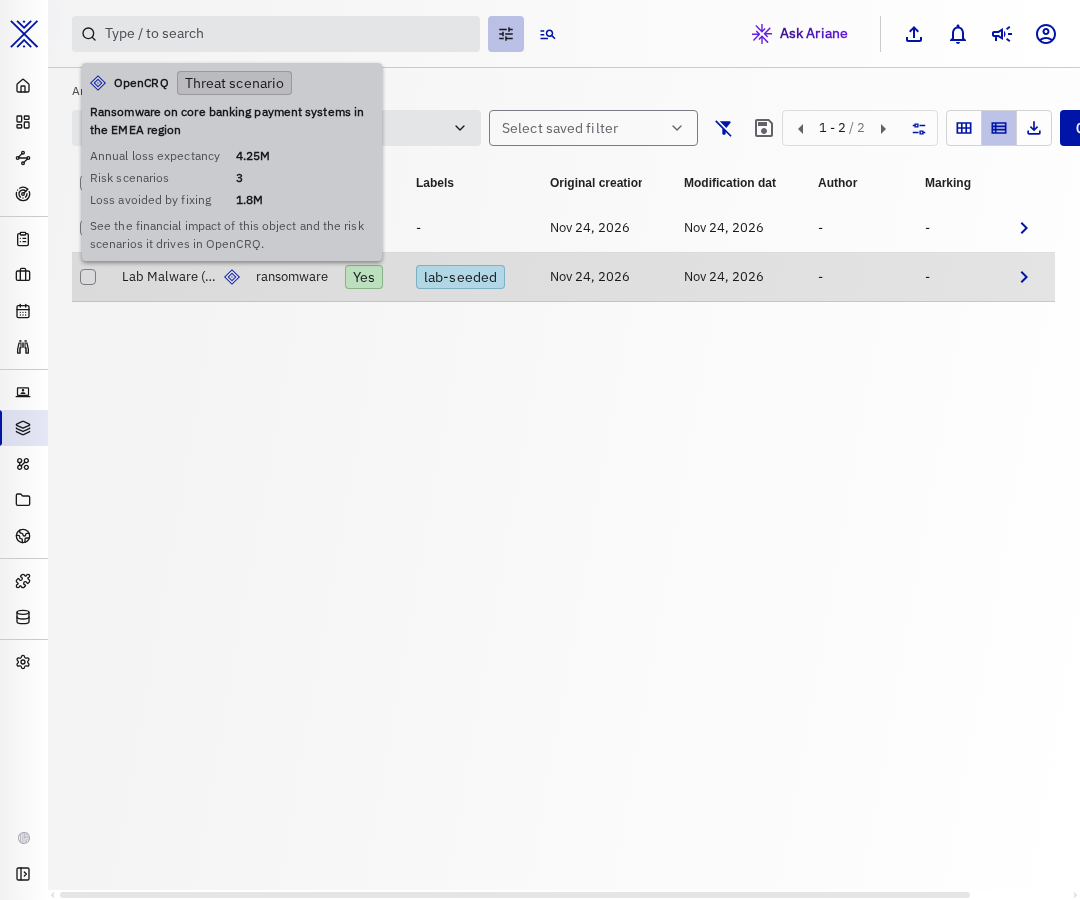 Type / to search
Ask Ariane
OpenCRQ Threat scenario
Ransomware on core banking payment systems in
the EMEA region
Annual loss expectancy 4.25M
Risk scenarios 3
Loss avoided by fixing 1.8M
See the financial impact of this object and the risk
scenarios it drives in OpenCRQ.
Select saved filter
1 - 2 / 2
Labels Original creation Modification dat Author Marking
- Nov 24, 2026 Nov 24, 2026 - -
Lab Malware (... ransomware Yes lab-seeded Nov 24, 2026 Nov 24, 2026 - -